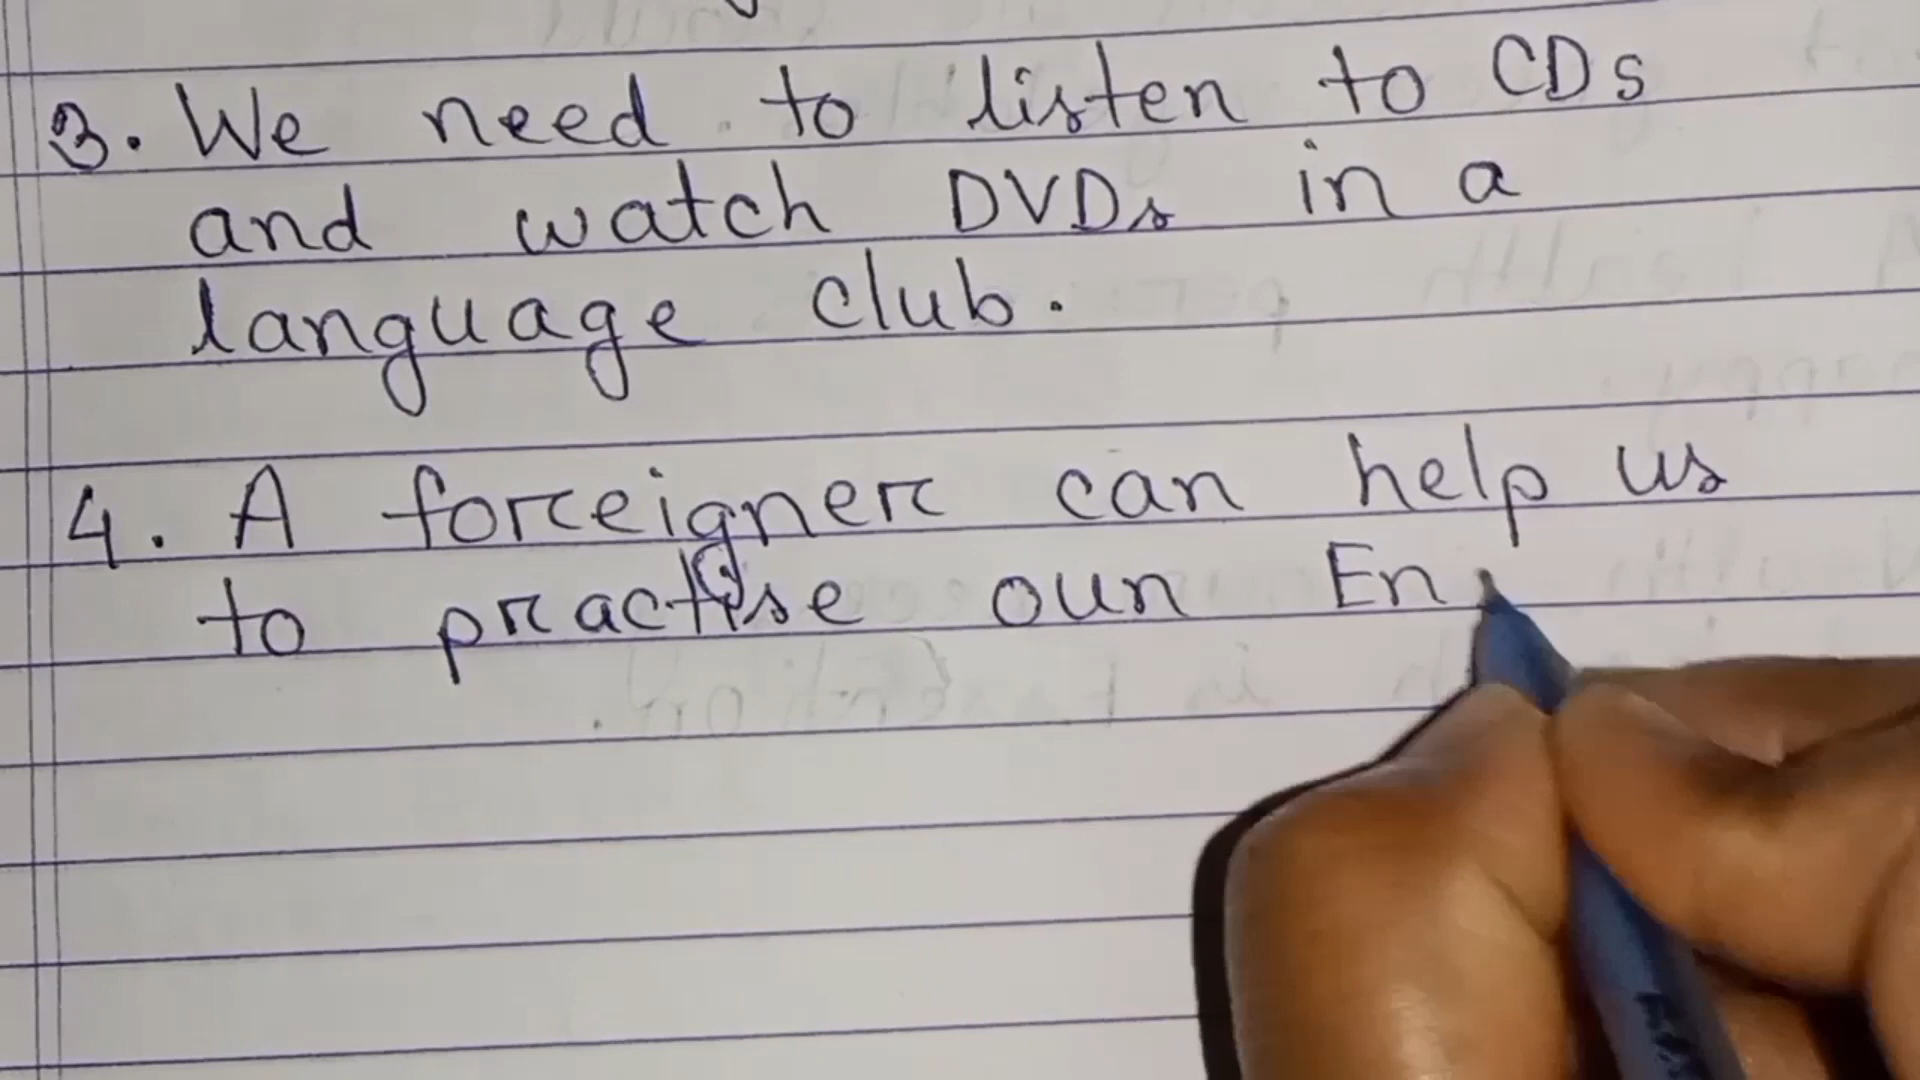 3. We need to listen to CDs
and watch DVDs in a
language club.
4. A foreigner can help us
to practise oun En